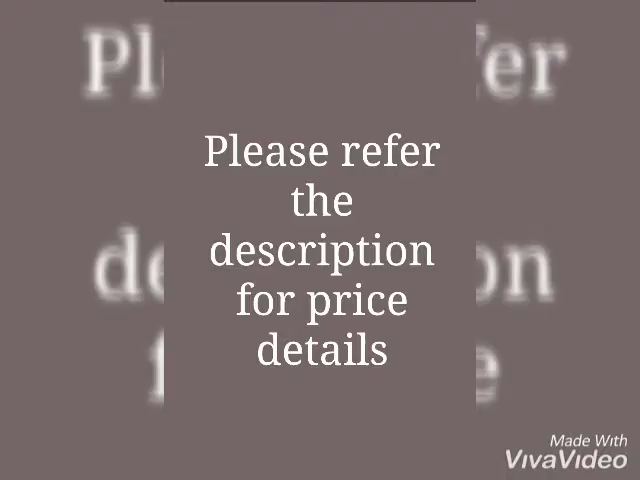 Please refer
the
description
for price
details
Made With
VivaVideo